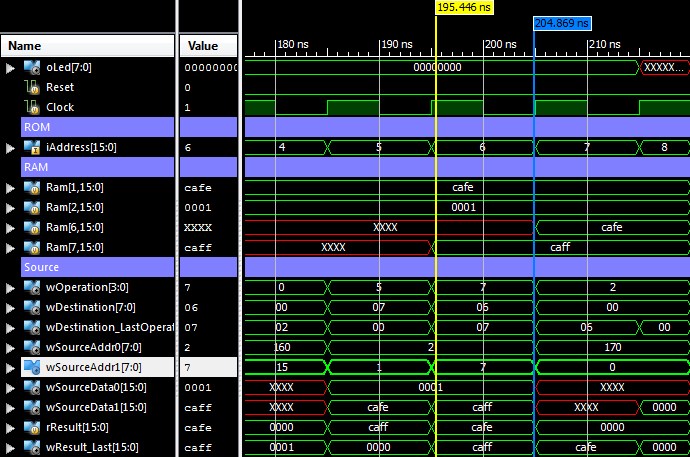 195.446 ns
204.869 ns
Name Value 180 ns 190 ns 200 ns 210 ns
oLed[7:0] 00000000 00000000 XXXXX...
Reset 0
Clock 1
ROM
iAddress[15:0] 6 4 5 6 7 8
RAM
Ram[1,15:0] cafe cafe
Ram[2,15:0] 0001 0001
Ram[6,15:0] XXXX XXXX cafe
Ram[7,15:0] caff XXXX caff
Source
wOperation[3:0] 7 0 5 7 2
wDestination[7:0] 06 00 07 06 00
wDestination_LastOperat 07 02 00 07 06 00
wSourceAddr0[7:0] 2 160 2 170
wSourceAddr1[7:0] 7 15 1 7 0
wSourceData0[15:0] 0001 XXXX 0001 XXXX
wSourceData1[15:0] caff XXXX cafe caff XXXX 0000
rResult[15:0] cafe 0000 caff cafe 0000
wResult_Last[15:0] caff 0001 0000 caff cafe 0000